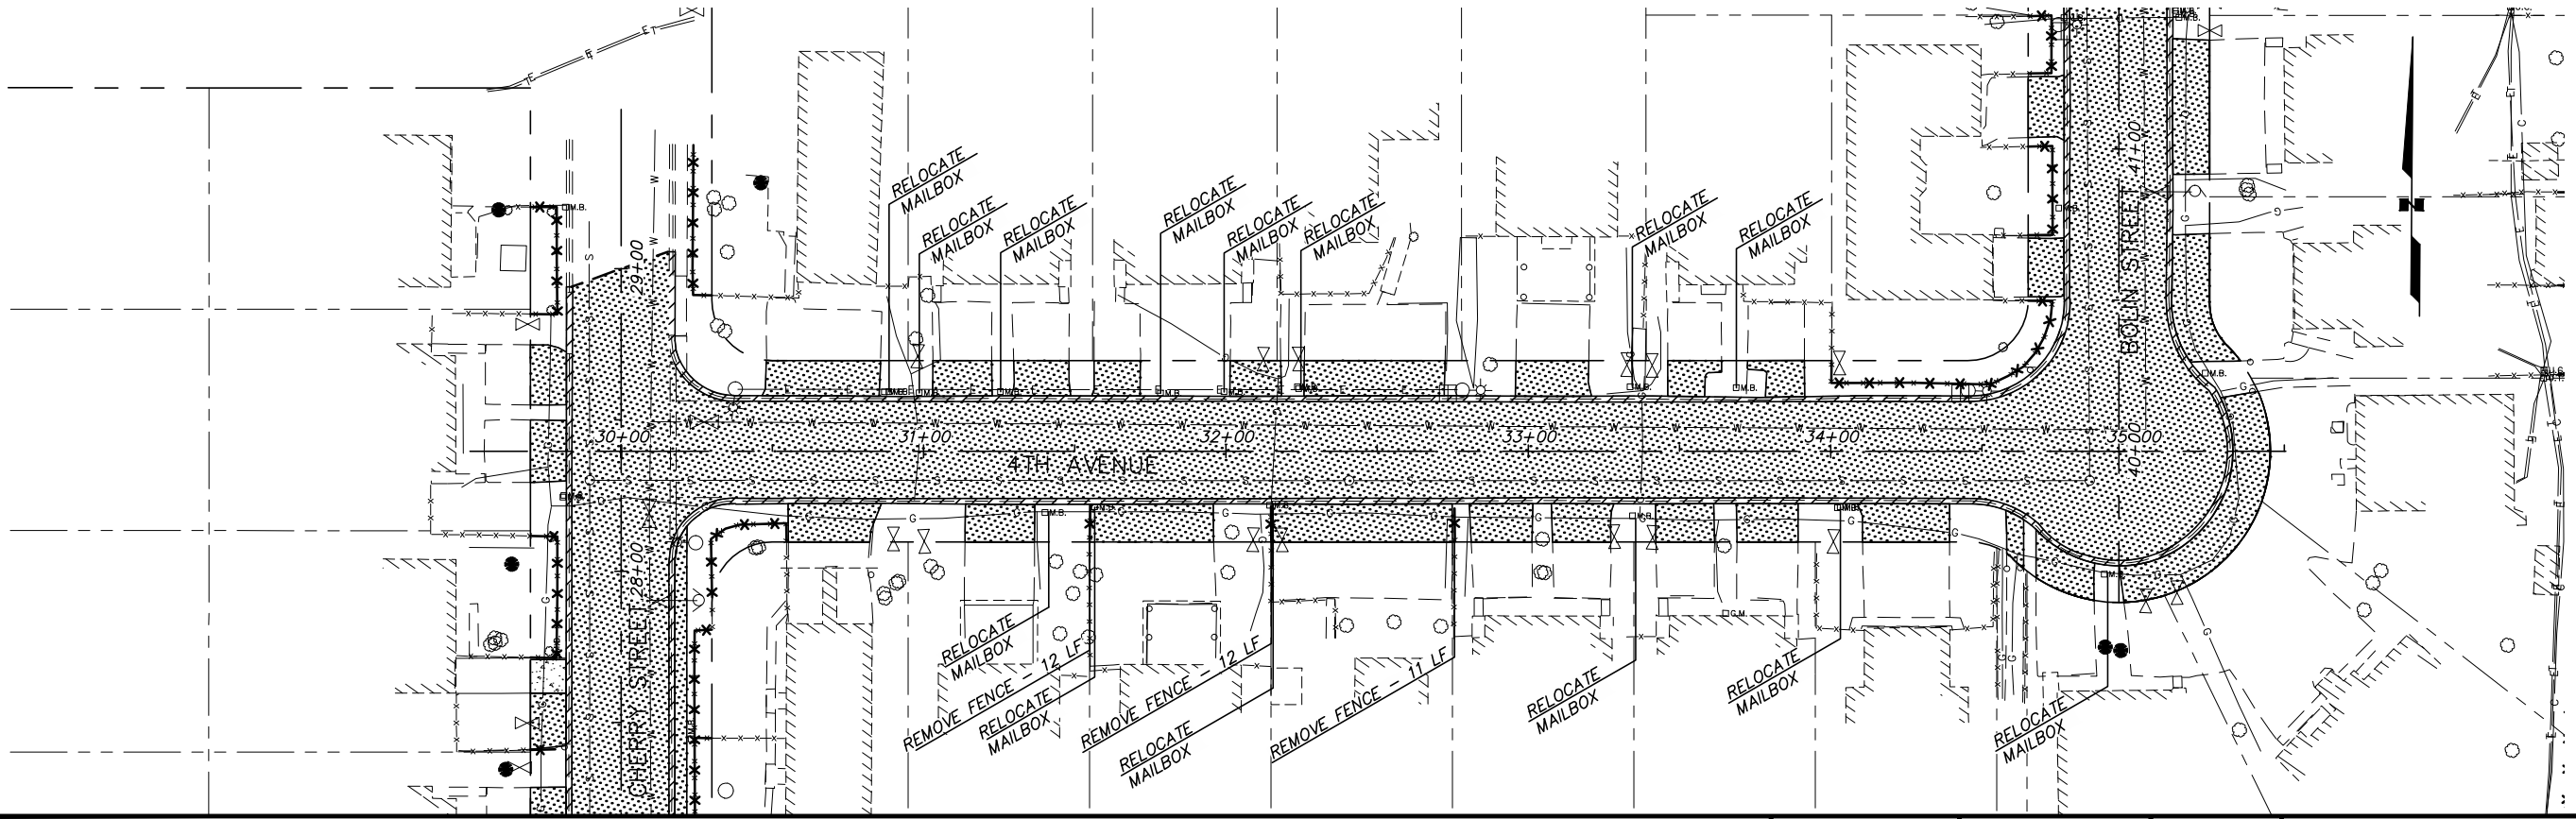 RELOCATE
MAILBOX
RELOCATE
MAILBOX
RELOCATE
MAILBOX
RELOCATE
MAILBOX
RELOCATE
MAILBOX
RELOCATE
MAILBOX
RELOCATE
MAILBOX
RELOCATE
MAILBOX
29+00
41+00
BOLIN STREET
N
M.B.
M.B.
M.B.
M.B.
M.B.
M.B.
M.B.
M.B.
30+00
31+00
32+00
33+00
34+00
35+00
40+00
4TH AVENUE
M.B.
M.B.
M.B.
G.M.
28+00
CHERRY STREET
RELOCATE
MAILBOX
REMOVE FENCE - 12 LF
RELOCATE
MAILBOX
REMOVE FENCE - 12 LF
RELOCATE
MAILBOX
REMOVE FENCE - 11 LF
RELOCATE
MAILBOX
RELOCATE
MAILBOX
RELOCATE
MAILBOX